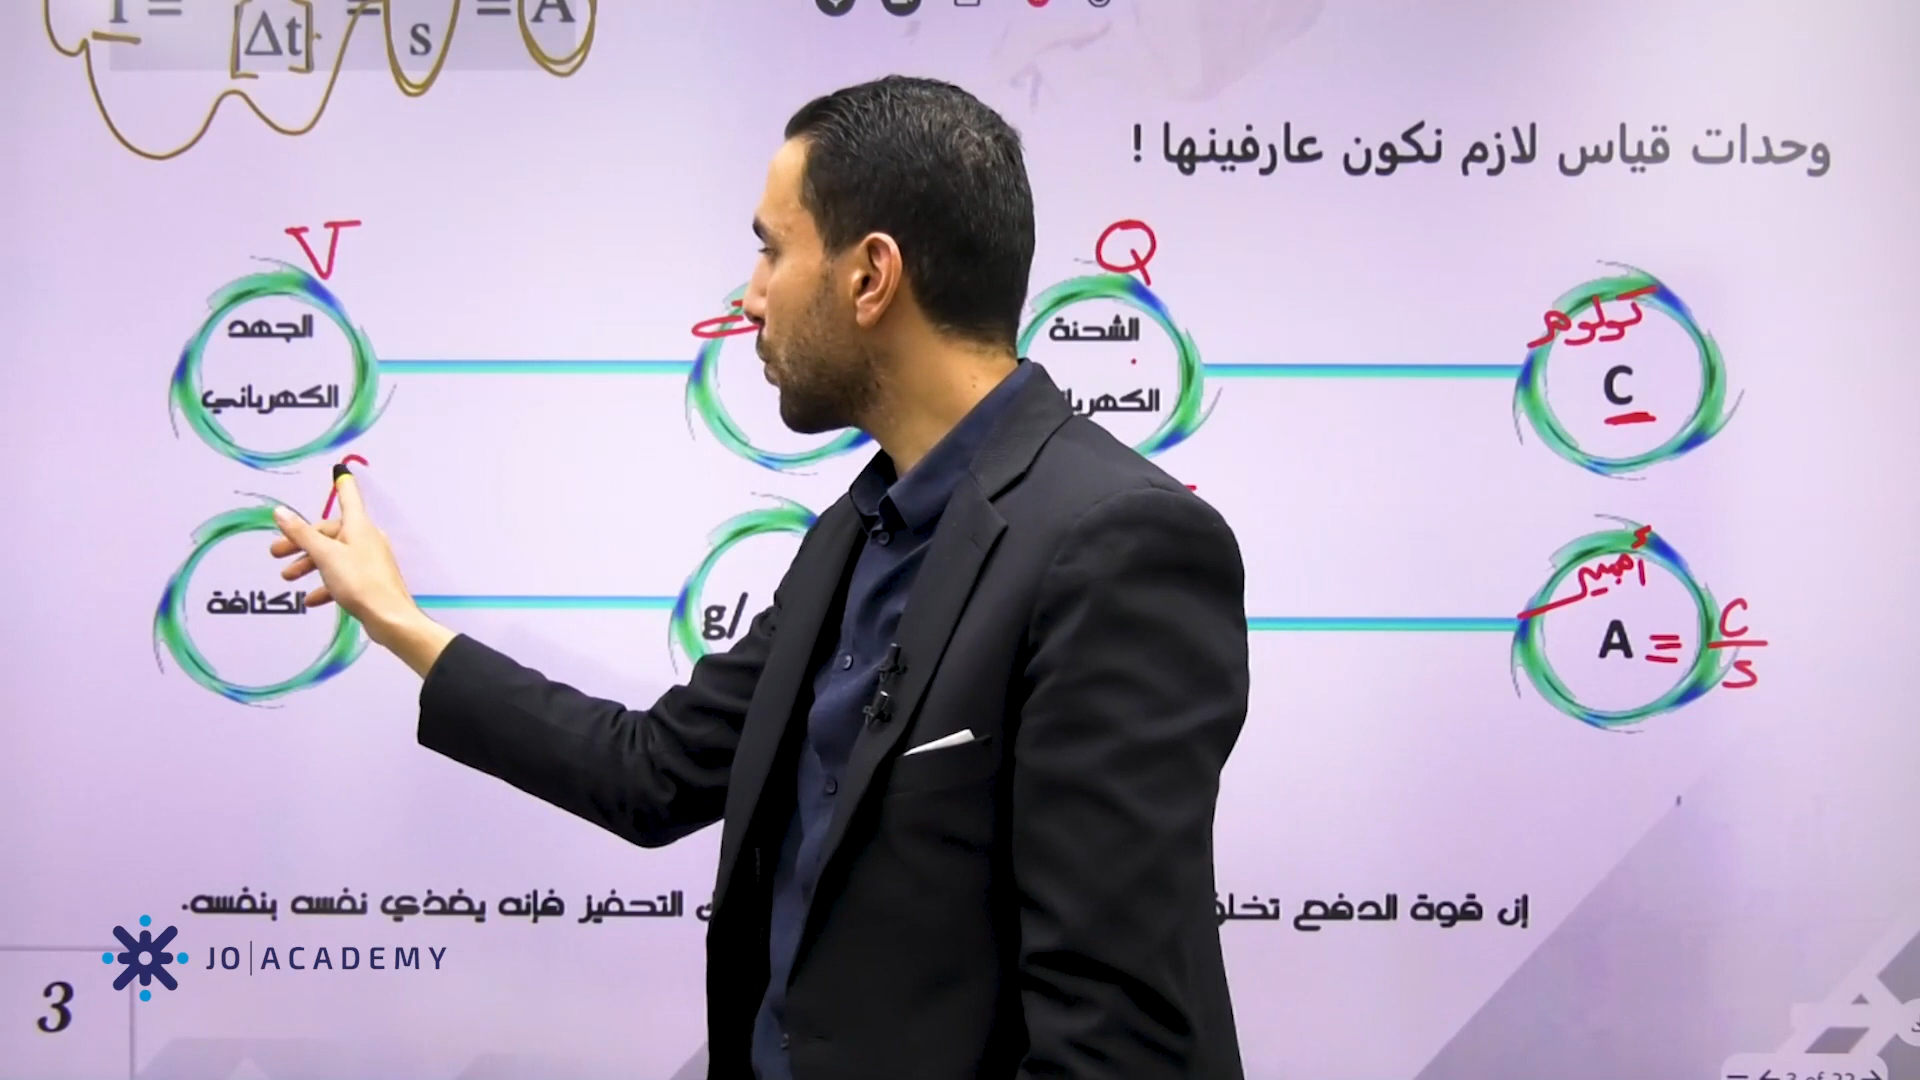 [Δt] s = A
وحدات قياس لازم نكون عارفينها !
V
Q
الجهد
الكهربائي
الشحنة
كولوم
C
الكثافة
g/
أمبير
A = C/s
إن قوة الدفع
التحفيز فإنه يغذي نفسه بنفسه.
JO|ACADEMY
3